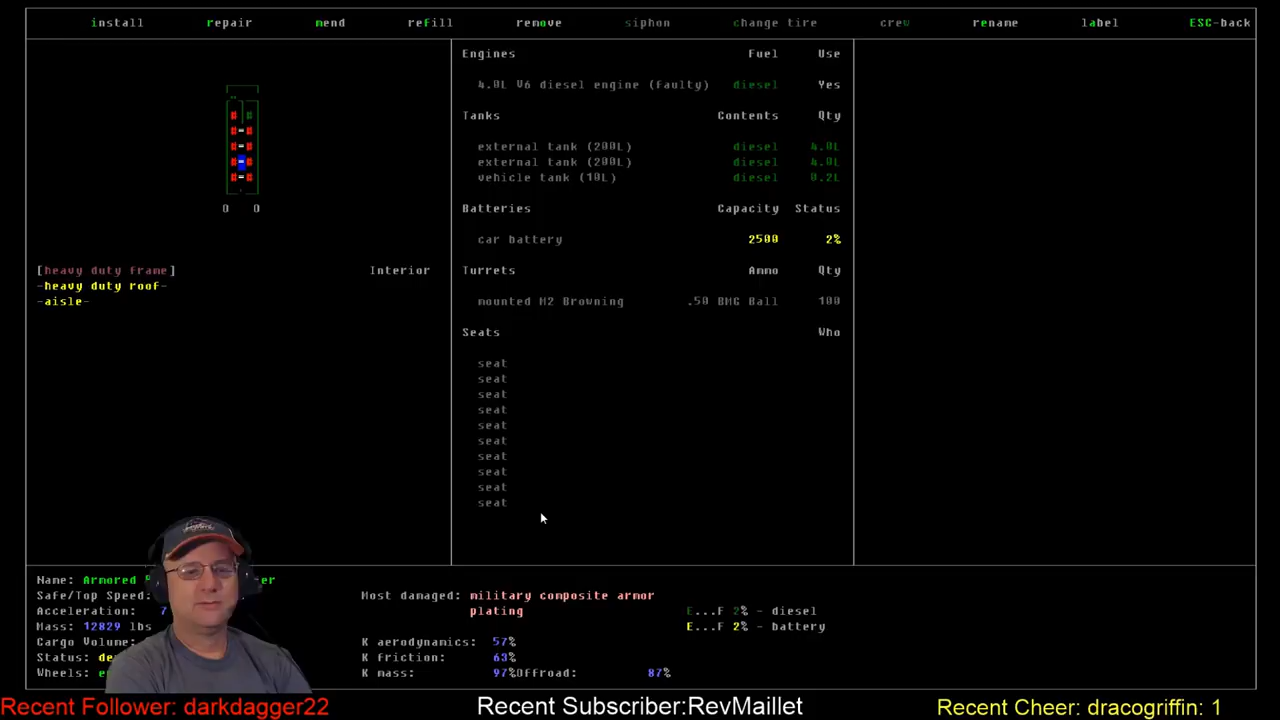 install repair mend refill remove siphon change tire crew rename label ESC-back
Engines Fuel Use
4.0L V6 diesel engine (faulty) diesel Yes
Tanks Contents Qty
external tank (200L) diesel 4.0L
external tank (200L) diesel 4.0L
vehicle tank (10L) diesel 0.2L
Batteries Capacity Status
car battery 2500 2%
Turrets Ammo Qty
mounted M2 Browning .50 BMG Ball 100
Seats Who
seat
seat
seat
seat
seat
seat
seat
seat
seat
seat
# #
#=#
#=#
#=#
#=#
0 0
[heavy duty frame] Interior
-heavy duty roof-
-aisle-
Name: Armored
Safe/Top Speed:
Acceleration: 7
Mass: 12829 lbs
Cargo Volume:
Status:
Wheels:
Most damaged: military composite armor
plating
K aerodynamics: 57%
K friction: 63%
K mass: 97%Offroad: 87%
E...F 2% - diesel
E...F 2% - battery
Recent Follower: darkdagger22 Recent Subscriber:RevMaillet Recent Cheer: dracogriffin: 1